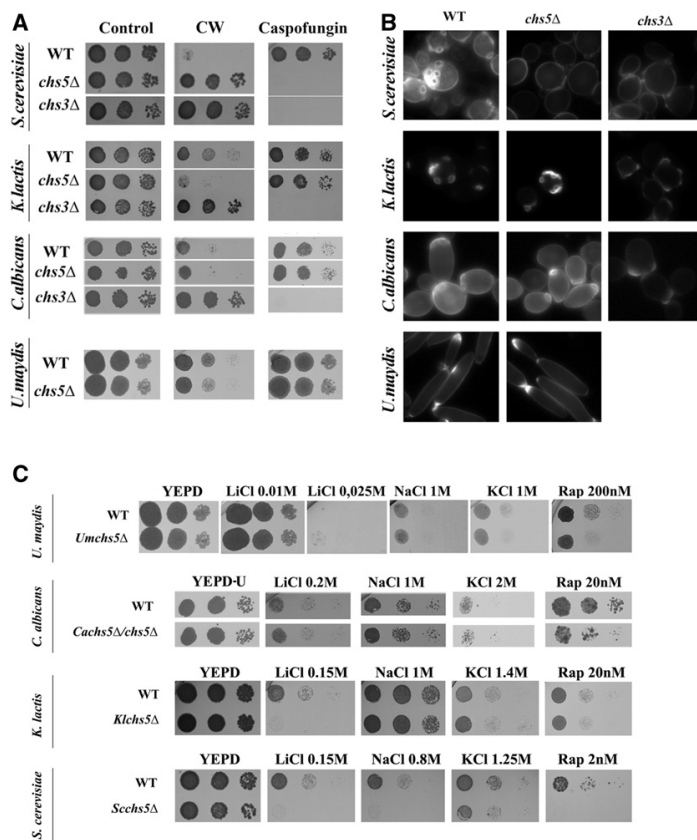 A
Control CW Caspofungin
S.cerevisiae
WT
chs5Δ
chs3Δ
K.lactis
WT
chs5Δ
chs3Δ
C.albicans
WT
chs5Δ
chs3Δ
U.maydis
WT
chs5Δ
B
WT chs5Δ chs3Δ
S.cerevisiae
K.lactis
C.albicans
U.maydis
C
YEPD LiCl 0.01M LiCl 0,025M NaCl 1M KCl 1M Rap 200nM
U. maydis
WT
Umchs5Δ
YEPD-U LiCl 0.2M NaCl 1M KCl 2M Rap 20nM
C. albicans
WT
Cachs5Δ/chs5Δ
YEPD LiCl 0.15M NaCl 1M KCl 1.4M Rap 20nM
K. lactis
WT
Klchs5Δ
YEPD LiCl 0.15M NaCl 0.8M KCl 1.25M Rap 2nM
S. cerevisiae
WT
Scchs5Δ